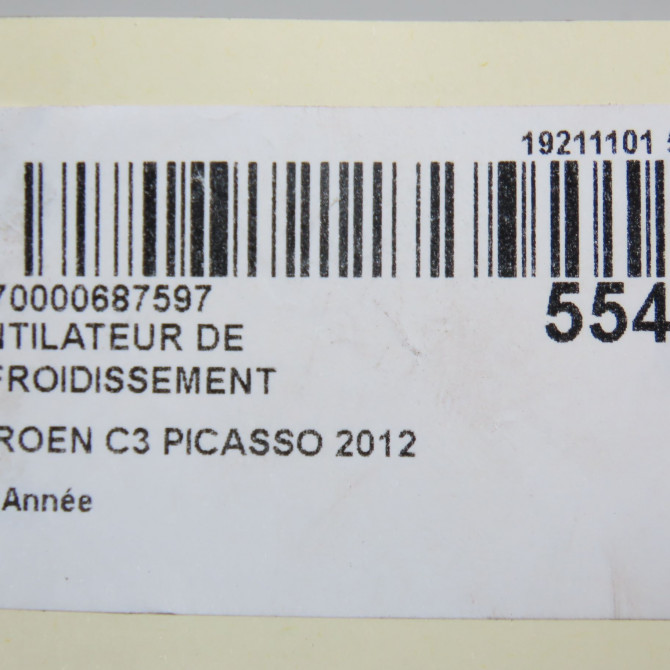 19211101
70000687597
554
NTILATEUR DE
FROIDISSEMENT
ROEN C3 PICASSO 2012
Année